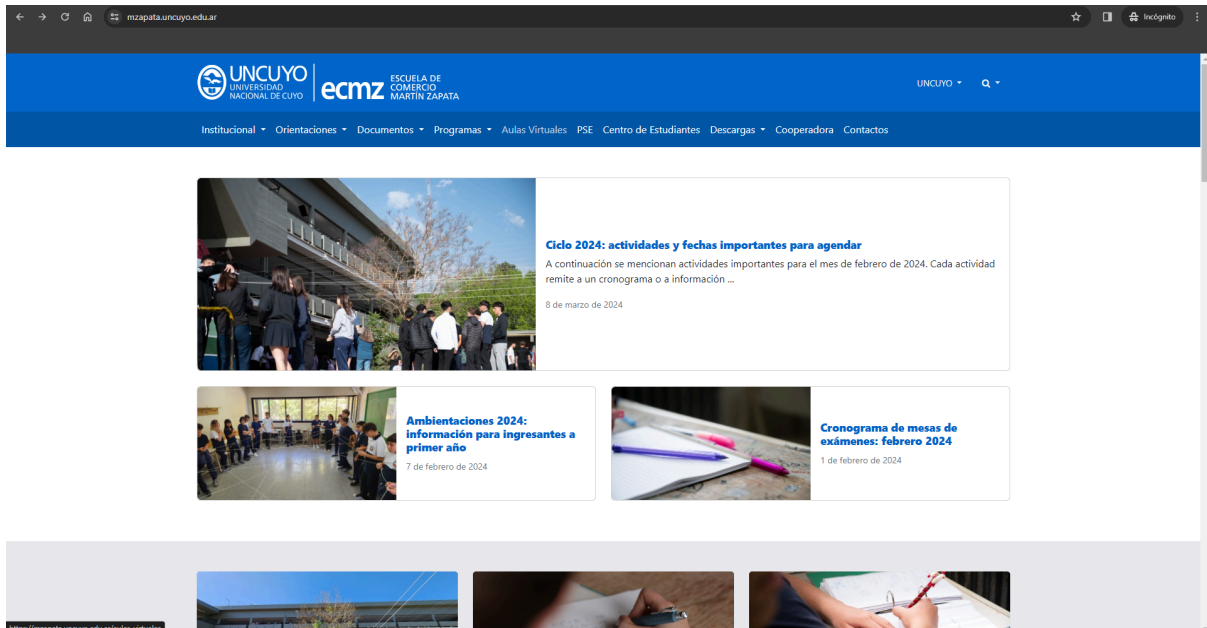 mzapata.uncuyo.edu.ar
Incógnito
UNCUYO
UNIVERSIDAD
NACIONAL DE CUYO
ecmz
ESCUELA DE
COMERCIO
MARTÍN ZAPATA
UNCUYO
Institucional Orientaciones Documentos Programas Aulas Virtuales PSE Centro de Estudiantes Descargas Cooperadora Contactos
Ciclo 2024: actividades y fechas importantes para agendar
A continuación se mencionan actividades importantes para el mes de febrero de 2024. Cada actividad
remite a un cronograma o a información ...
8 de marzo de 2024
Ambientaciones 2024:
información para ingresantes a
primer año
7 de febrero de 2024
Cronograma de mesas de
exámenes: febrero 2024
1 de febrero de 2024